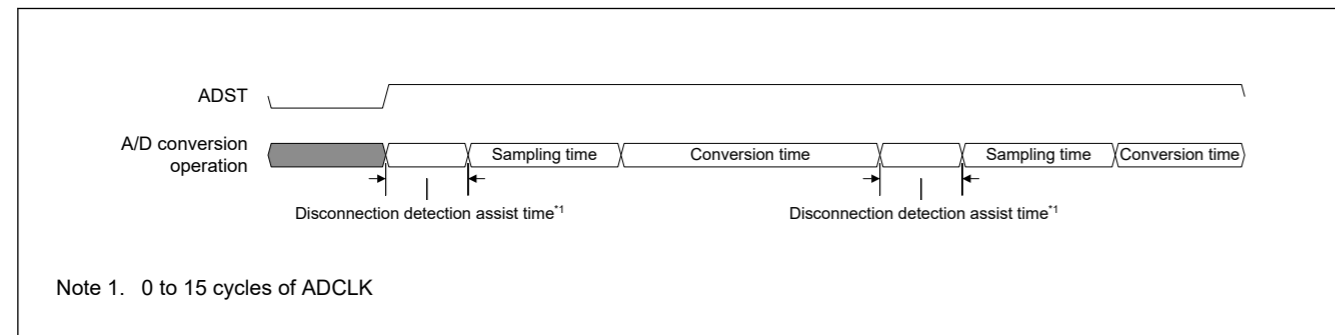 ADST
A/D conversion
operation
Sampling time
Conversion time
Sampling time
Conversion time
Disconnection detection assist time*1
Disconnection detection assist time*1
Note 1. 0 to 15 cycles of ADCLK